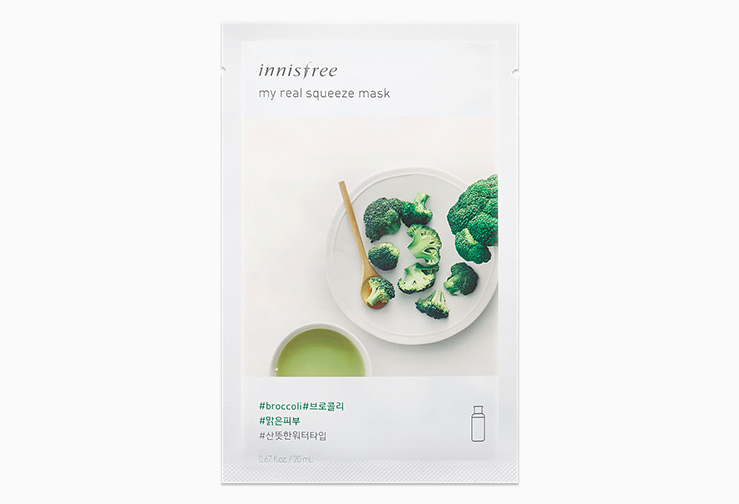 innisfree
my real squeeze mask
#broccoli#브로콜리
#맑은피부
#산뜻한워터타입
0.67 fl.oz. / 20 mL